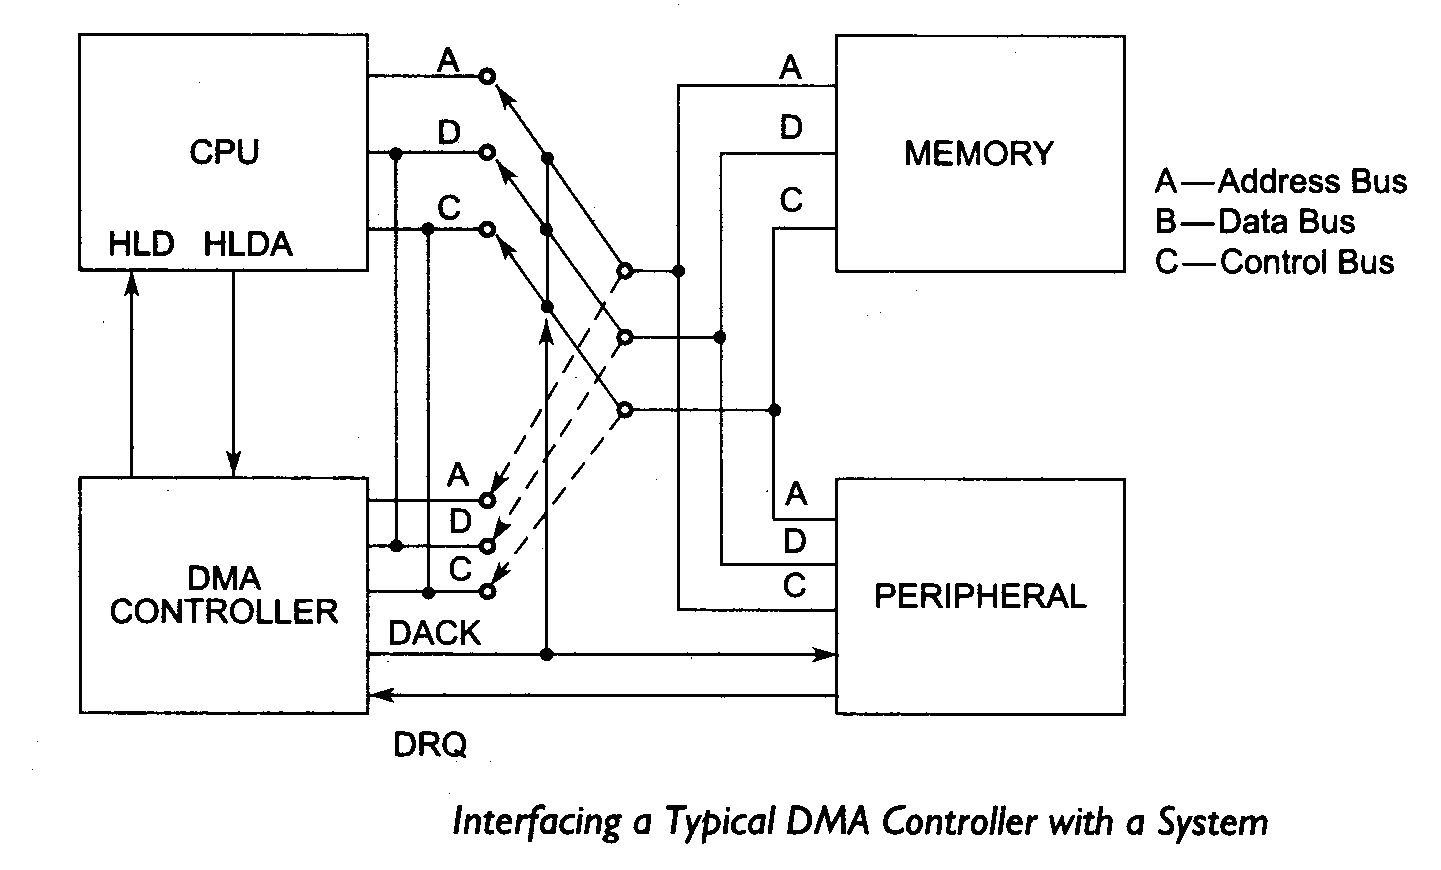 A
A
D
D
CPU
MEMORY
A—Address Bus
C
C
B—Data Bus
HLD HLDA
C—Control Bus
A
A
D
D
DMA
CONTROLLER
C
C
PERIPHERAL
DACK
DRQ
Interfacing a Typical DMA Controller with a System